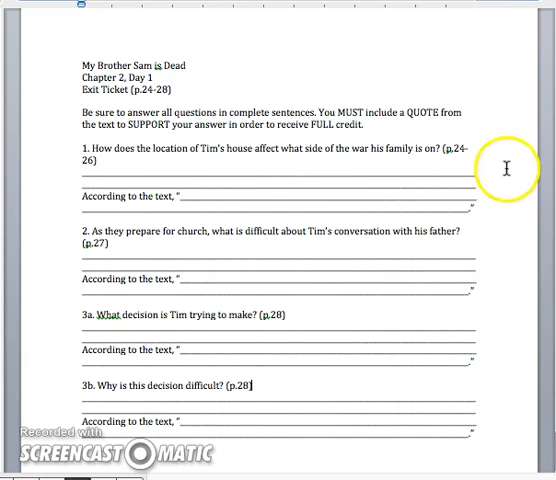 My Brother Sam is Dead
Chapter 2, Day 1
Exit Ticket (p.24-28)
Be sure to answer all questions in complete sentences. You MUST include a QUOTE from
the text to SUPPORT your answer in order to receive FULL credit.
1. How does the location of Tim's house affect what side of the war his family is on? (p.24-
26)
According to the text, "
."
2. As they prepare for church, what is difficult about Tim's conversation with his father?
(p.27)
According to the text, "
."
3a. What decision is Tim trying to make? (p.28)
According to the text, "
."
3b. Why is this decision difficult? (p.28)
According to the text, "
."
Recorded with
SCREENCAST O MATIC